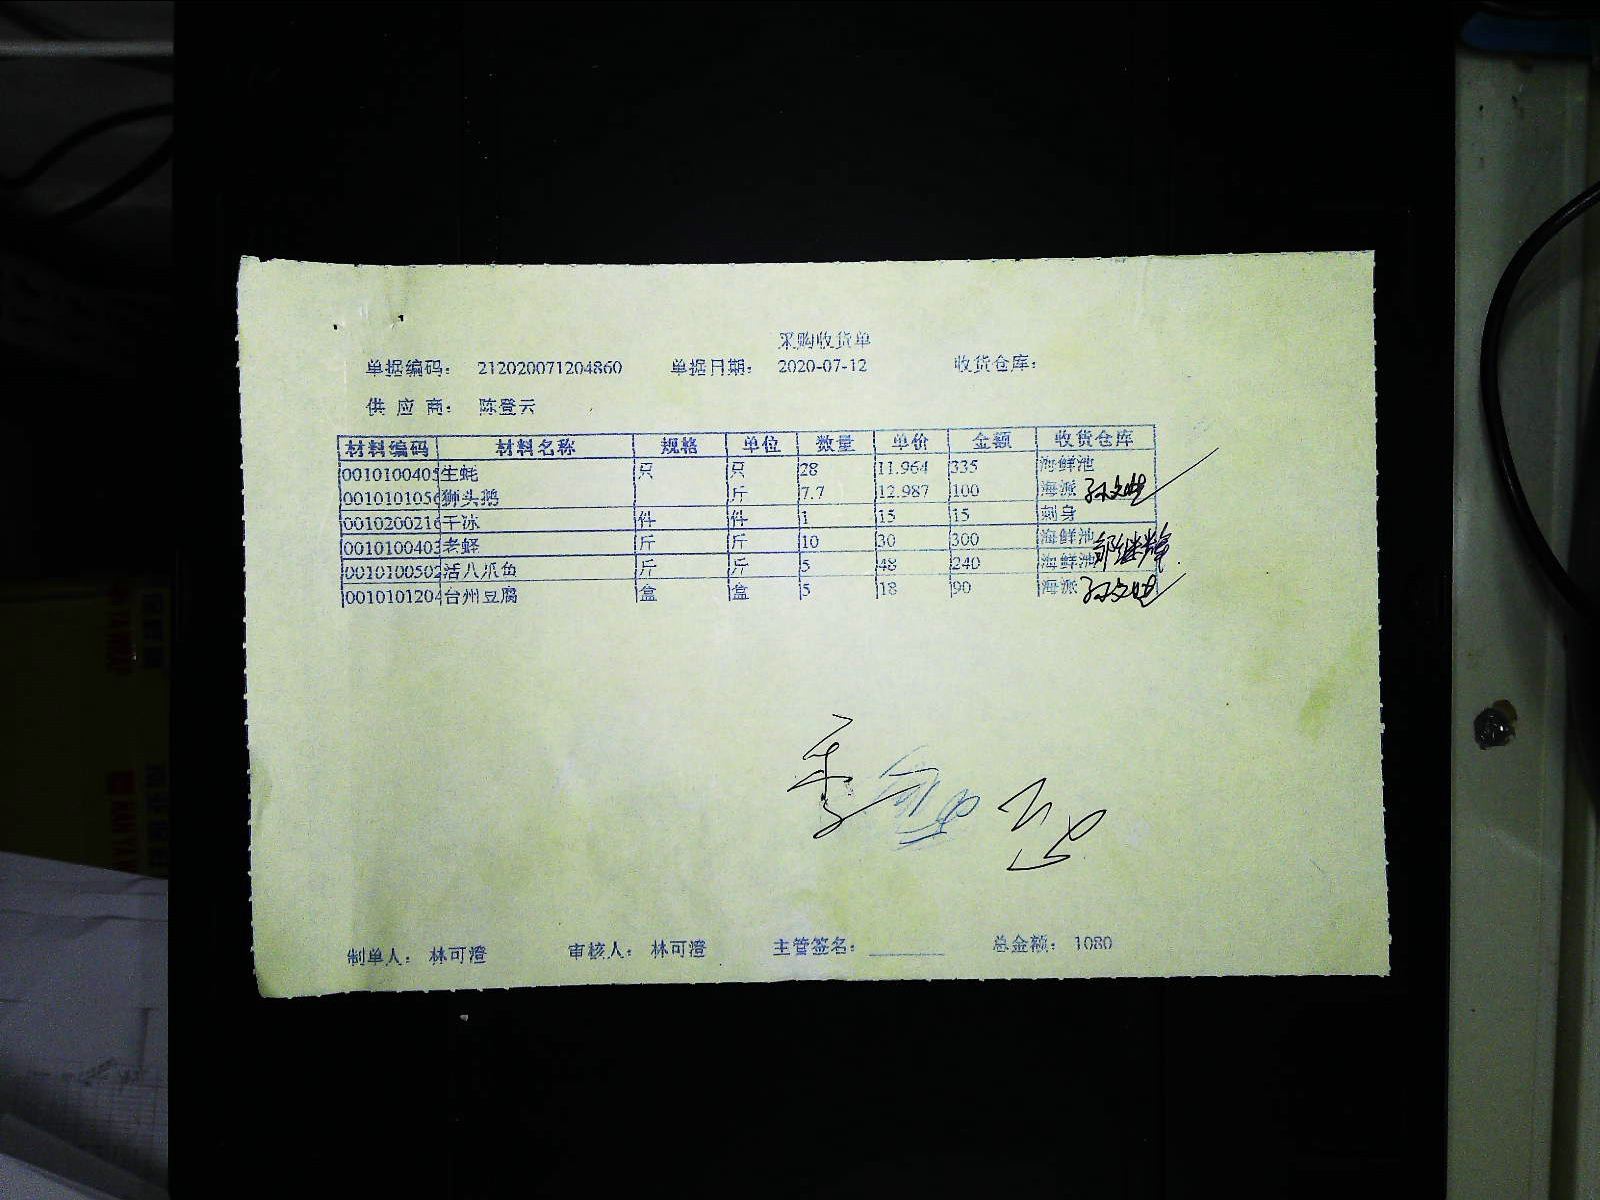 采购收货单
单据编码： 212020071204860 单据日期： 2020-07-12 收货仓库：
供 应 商： 陈登云
材料编码 材料名称 规格 单位 数量 单价 金额 收货仓库
0010100405 生蚝 只 只 28 11.964 335 海鲜池
0010101056 狮头鹅 斤 7.7 12.987 100 海派
0010200216 干冰 件 件 1 15 15 刺身
0010100403 老蛏 斤 斤 10 30 300 海鲜池
0010100502 活八爪鱼 斤 斤 5 48 240 海鲜池
0010101204 台州豆腐 盒 盒 5 18 90 海派
制单人： 林可澄 审核人： 林可澄 主管签名： 总金额： 1080